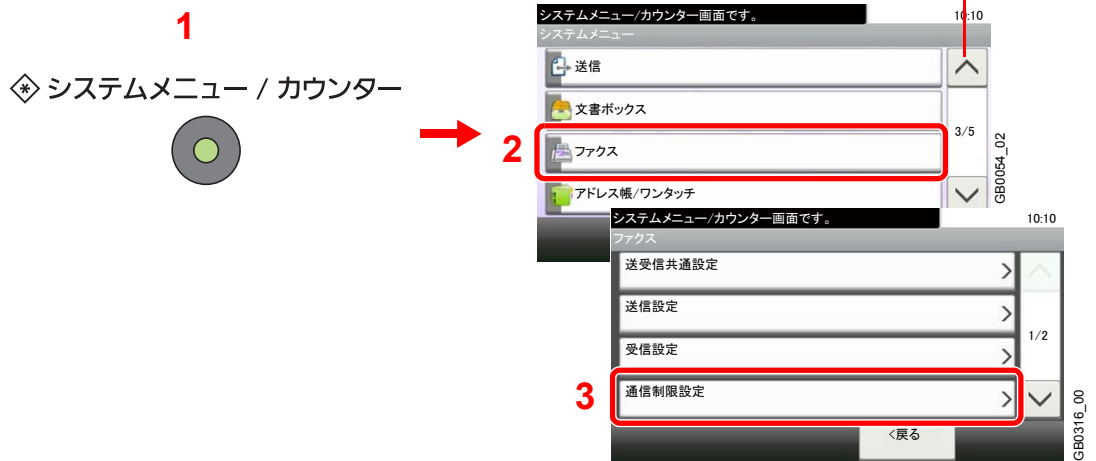 1
システムメニュー / カウンター
システムメニュー/カウンター画面です。
10:10
システムメニュー
送信
文書ボックス
2
ファクス
3/5
アドレス帳/ワンタッチ
GB0054_02
システムメニュー/カウンター画面です。
10:10
ファクス
送受信共通設定
送信設定
1/2
受信設定
3
通信制限設定
<戻る
GB0316_00